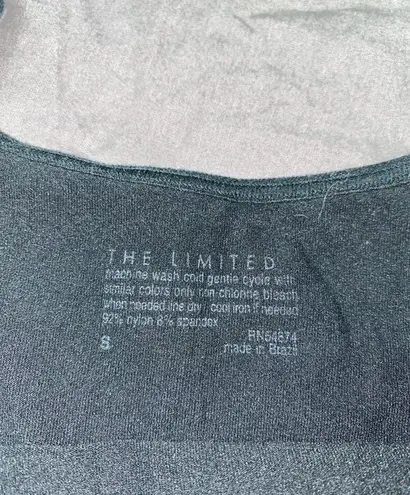 THE LIMITED
machine wash cold gentle cycle with
similar colors only non-chlorine bleach
when needed line dry cool iron if needed
92% nylon 8% spandex
S RN54874
made in Brazil